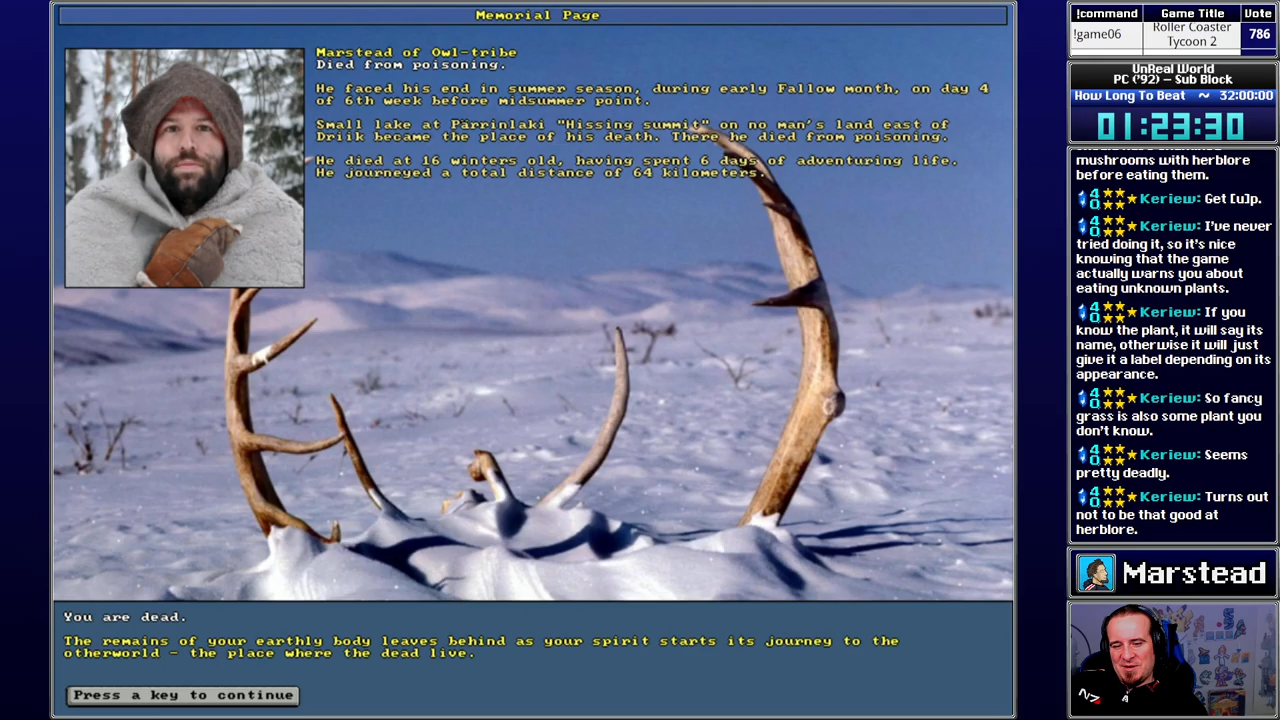 Memorial Page
Marstead of Owl-tribe
Died from poisoning.
He faced his end in summer season, during early Fallow month, on day 4
of 6th week before midsummer point.
Small lake at Pärrinlaki "Hissing summit" on no man's land east of
Driik became the place of his death. There he died from poisoning.
He died at 16 winters old, having spent 6 days of adventuring life.
He journeyed a total distance of 64 kilometers.
You are dead.
The remains of your earthly body leaves behind as your spirit starts its journey to the
otherworld - the place where the dead live.
Press a key to continue
!command Game Title Vote
!game06 Roller Coaster Tycoon 2 786
UnReal World
PC ('92) – Sub Block
How Long To Beat ~ 32:00:00
01:23:30
mushrooms with herblore
before eating them.
40 Keriew: Get [u]p.
40 Keriew: I've never
tried doing it, so it's nice
knowing that the game
actually warns you about
eating unknown plants.
40 Keriew: If you
know the plant, it will say its
name, otherwise it will just
give it a label depending on its
appearance.
40 Keriew: So fancy
grass is also some plant you
don't know.
40 Keriew: Seems
pretty deadly.
40 Keriew: Turns out
not to be that good at
herblore.
Marstead